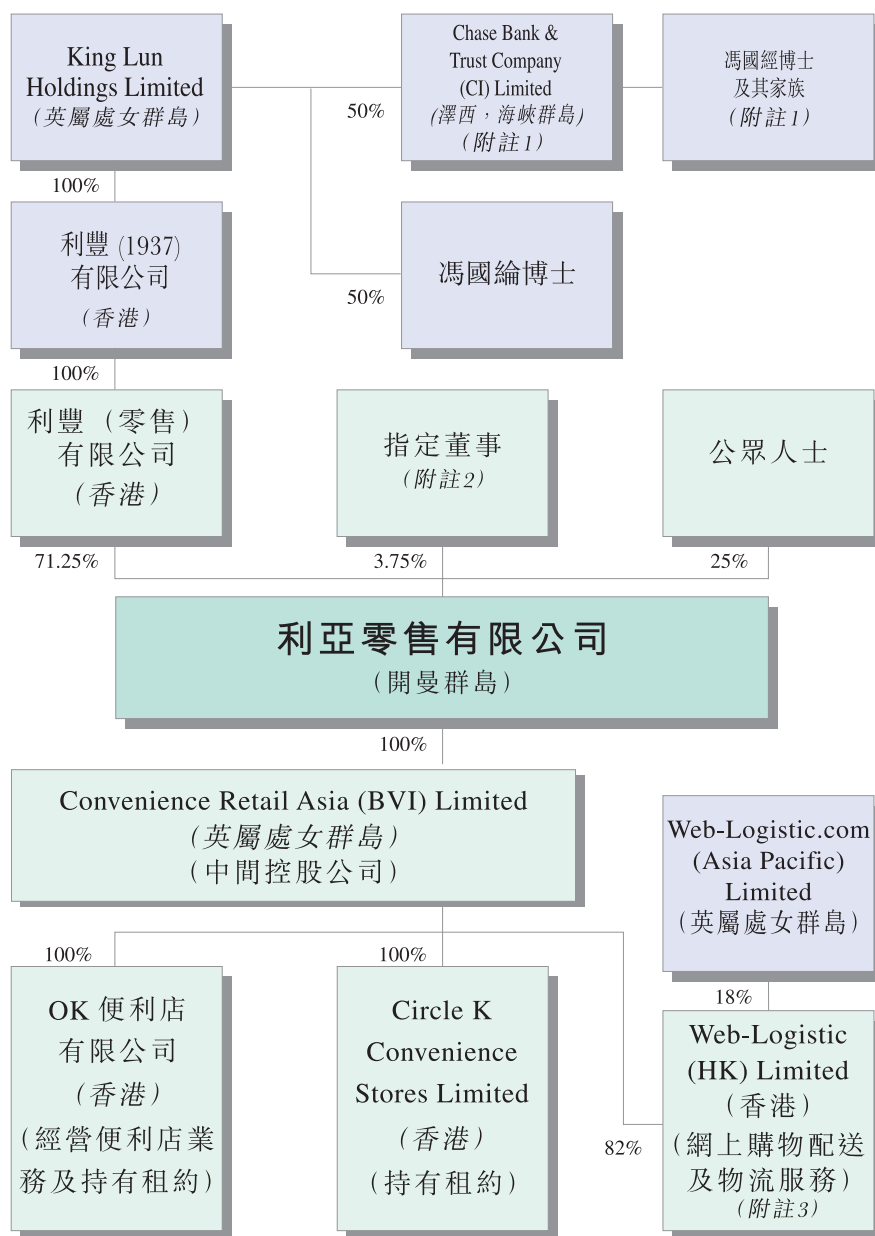 King Lun
Holdings Limited
(英屬處女群島)
Chase Bank &
Trust Company
(CI) Limited
(澤西，海峽群島)
(附註1)
馮國經博士
及其家族
(附註1)
50%
100%
利豐 (1937)
有限公司
(香港)
馮國綸博士
50%
100%
利豐（零售）
有限公司
(香港)
指定董事
(附註2)
公眾人士
71.25%
3.75%
25%
利亞零售有限公司
(開曼群島)
100%
Convenience Retail Asia (BVI) Limited
(英屬處女群島)
(中間控股公司)
Web-Logistic.com
(Asia Pacific)
Limited
(英屬處女群島)
100%
100%
18%
OK 便利店
有限公司
(香港)
(經營便利店業
務及持有租約)
Circle K
Convenience
Stores Limited
(香港)
(持有租約)
82%
Web-Logistic
(HK) Limited
(香港)
(網上購物配送
及物流服務)
(附註3)